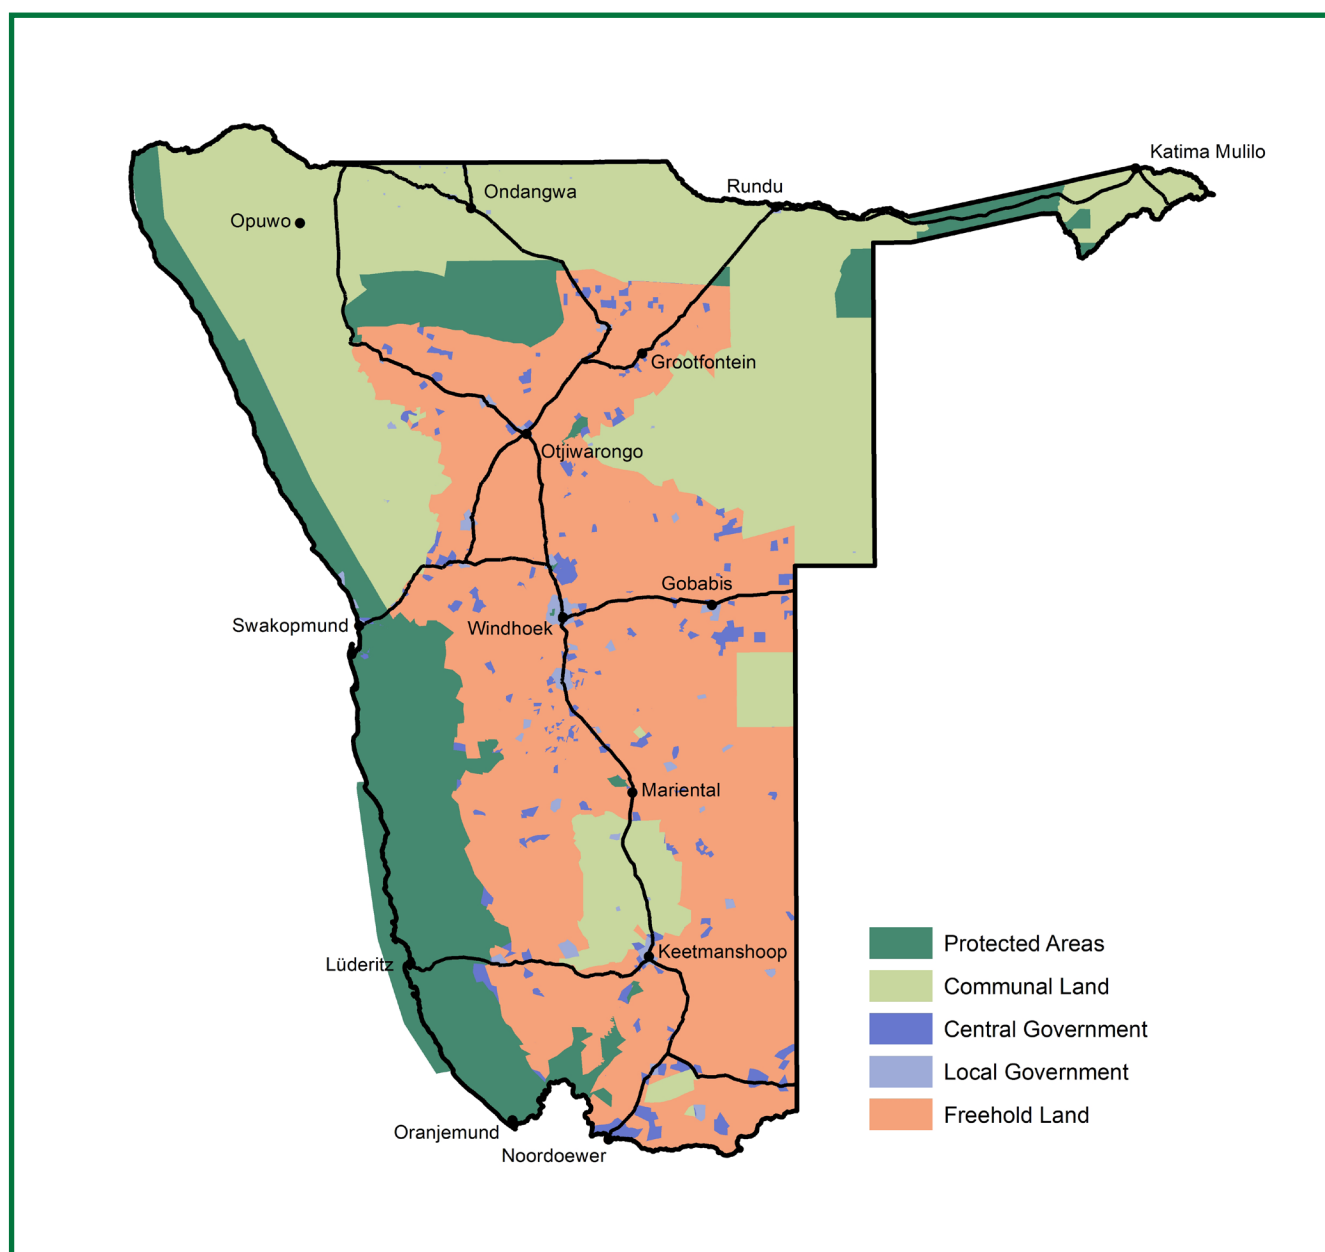 Katima Mulilo
Rundu
Ondangwa
Opuwo
Grootfontein
Otjiwarongo
Gobabis
Swakopmund
Windhoek
Mariental
Keetmanshoop
Lüderitz
Oranjemund
Noordoewer
Protected Areas
Communal Land
Central Government
Local Government
Freehold Land